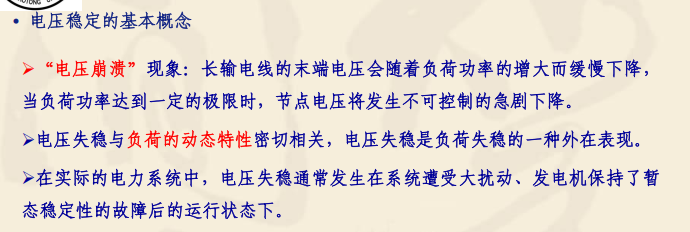 • 电压稳定的基本概念
➢“电压崩溃”现象：长输电线的末端电压会随着负荷功率的增大而缓慢下降，
当负荷功率达到一定的极限时，节点电压将发生不可控制的急剧下降。
➢电压失稳与负荷的动态特性密切相关，电压失稳是负荷失稳的一种外在表现。
➢在实际的电力系统中，电压失稳通常发生在系统遭受大扰动、发电机保持了暂
态稳定性的故障后的运行状态下。